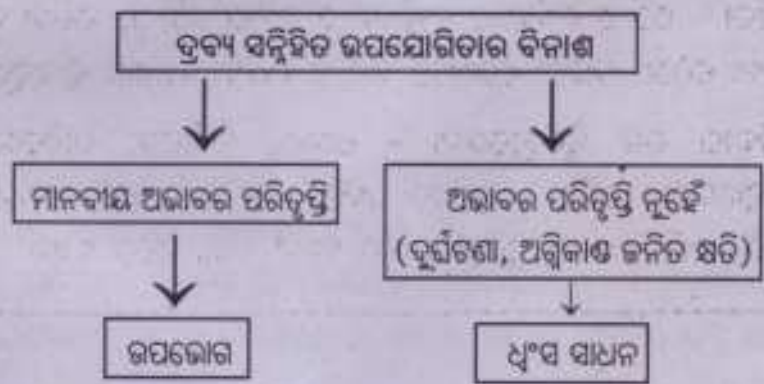 ଦ୍ରବ୍ୟ ସନ୍ନିହିତ ଉପଯୋଗିତାର ବିନାଶ
ମାନବୀୟ ଅଭାବର ପରିତୃପ୍ତି
ଅଭାବର ପରିତୃପ୍ତି ନୁହେଁ
(ଦୁର୍ଘଟଣା, ଅଗ୍ନିକାଣ୍ଡ ଜନିତ କ୍ଷତି)
ଉପଭୋଗ
ଧ୍ଵଂସ ସାଧନ